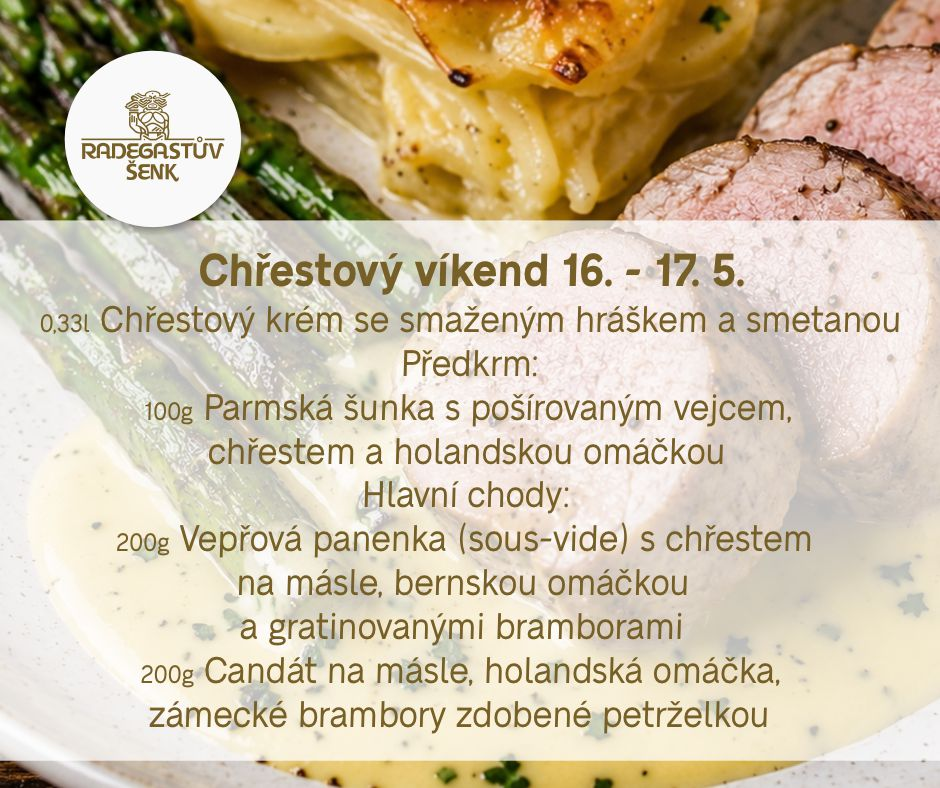 RADEGASTŮV
ŠENK
Chřestový víkend 16. - 17. 5.
0,33l Chřestový krém se smaženým hráškem a smetanou
Předkrm:
100g Parmská šunka s pošírovaným vejcem,
chřestem a holandskou omáčkou
Hlavní chody:
200g Vepřová panenka (sous-vide) s chřestem
na másle, bernskou omáčkou
a gratinovanými bramborami
200g Candát na másle, holandská omáčka,
zámecké brambory zdobené petrželkou